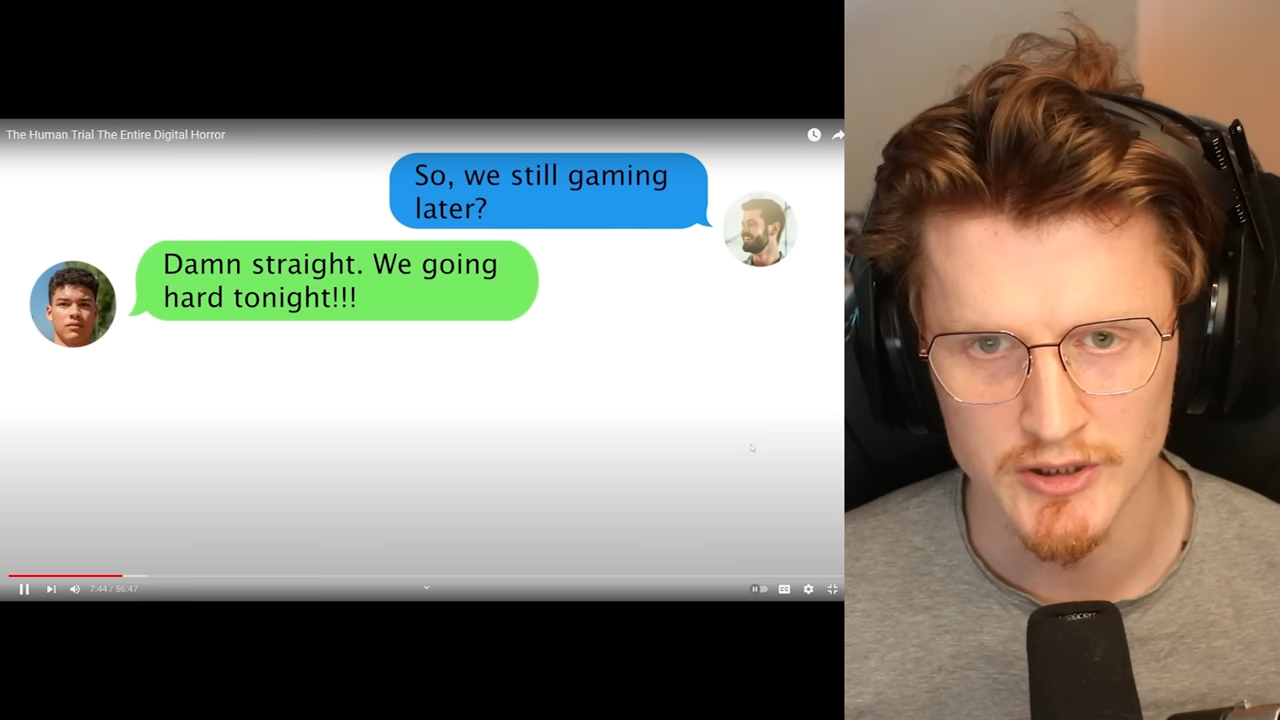 The Human Trial The Entire Digital Horror
So, we still gaming
later?
Damn straight. We going
hard tonight!!!
7:44 / 56:47